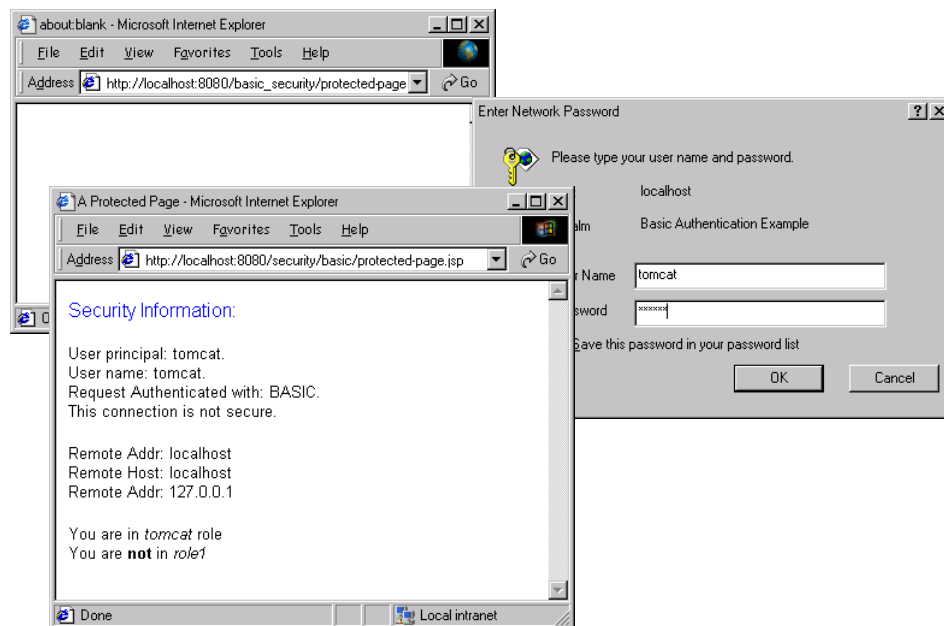 about:blank - Microsoft Internet Explorer
File Edit View Favorites Tools Help
Address http://localhost:8080/basic_security/protected-page Go
Enter Network Password
Please type your user name and password.
localhost
Basic Authentication Example
tomcat
******
Save this password in your password list
OK Cancel
A Protected Page - Microsoft Internet Explorer
File Edit View Favorites Tools Help
Address http://localhost:8080/security/basic/protected-page.jsp Go
Security Information:
User principal: tomcat.
User name: tomcat.
Request Authenticated with: BASIC.
This connection is not secure.
Remote Addr: localhost
Remote Host: localhost
Remote Addr: 127.0.0.1
You are in tomcat role
You are not in role1
Done Local intranet